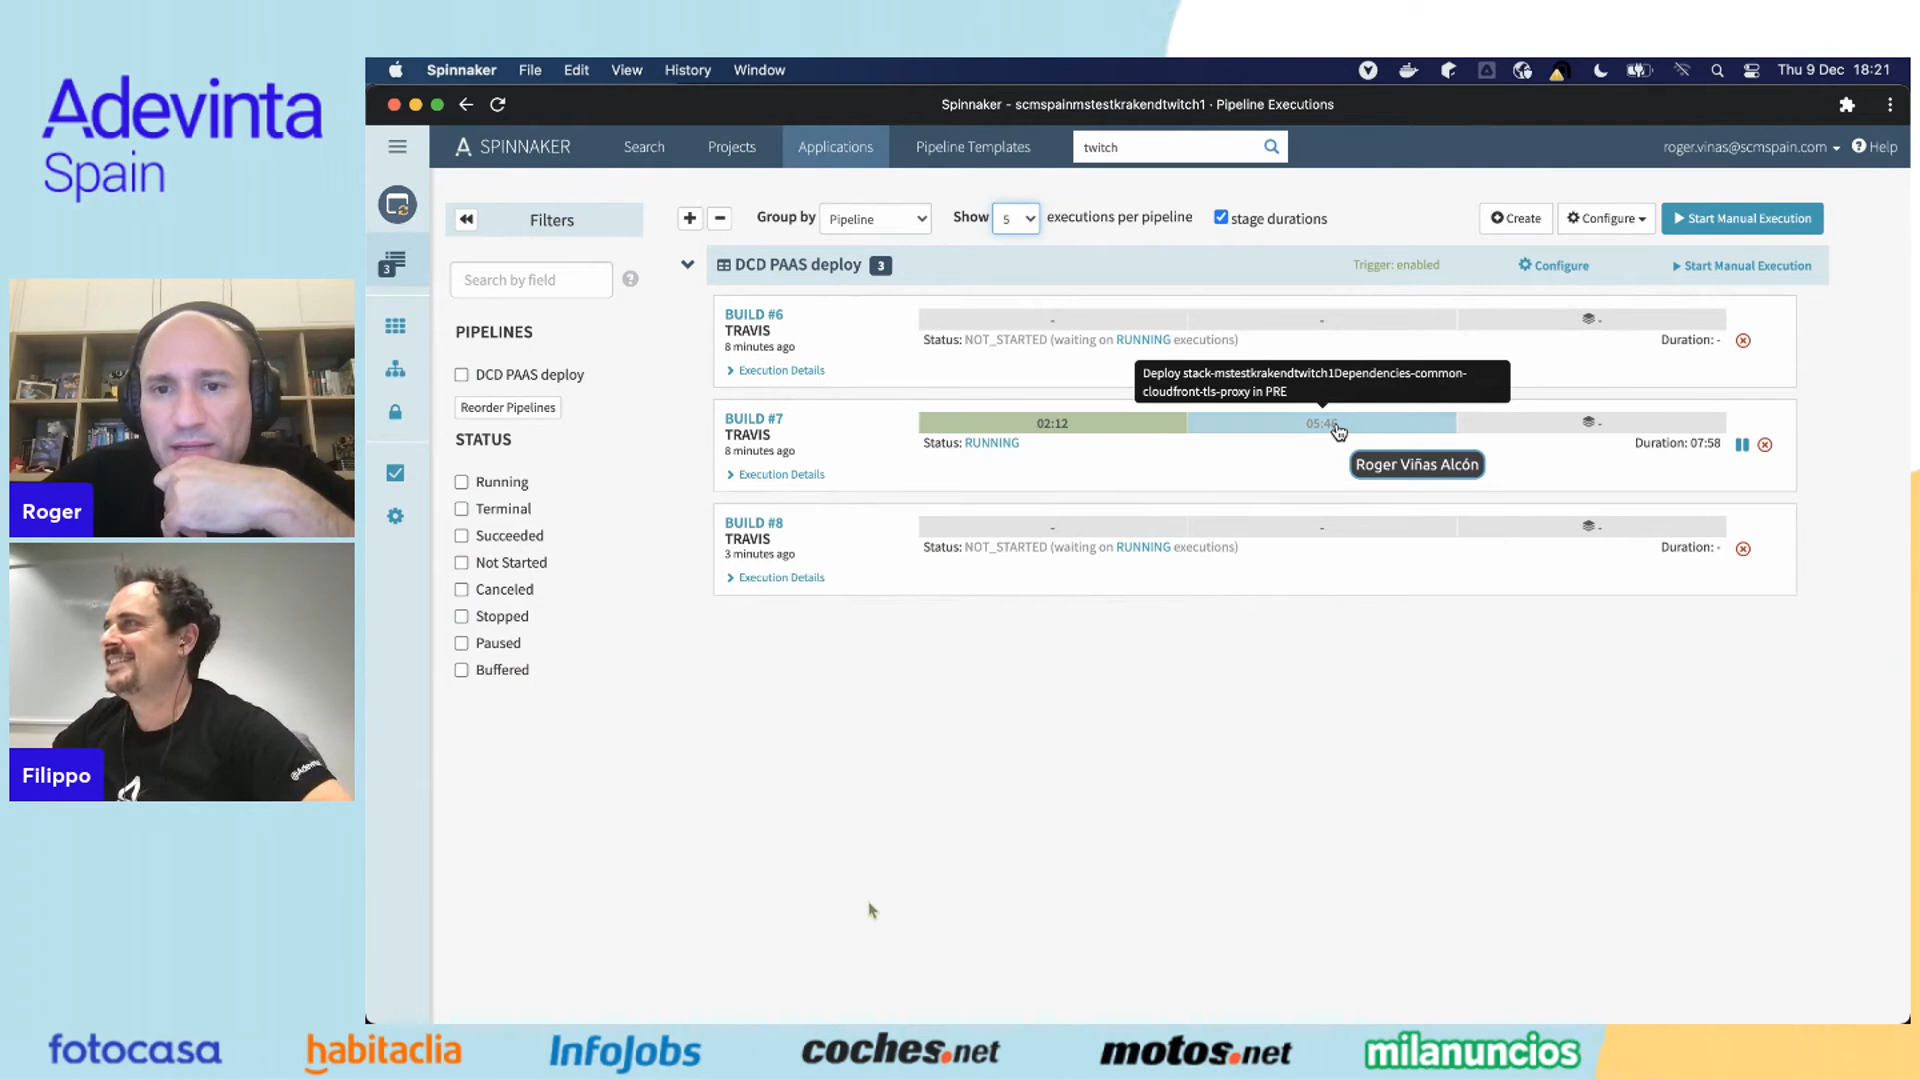 Adevinta
Spain
Spinnaker File Edit View History Window
Thu 9 Dec 18:21
Spinnaker - scmspainmstestkrakendtwitch1 · Pipeline Executions
SPINNAKER Search Projects Applications Pipeline Templates twitch roger.vinas@scmspain.com Help
Filters
Group by Pipeline Show 5 executions per pipeline stage durations Create Configure Start Manual Execution
3
DCD PAAS deploy 3 Trigger: enabled Configure Start Manual Execution
Search by field
PIPELINES
DCD PAAS deploy
Reorder Pipelines
STATUS
Running
Terminal
Succeeded
Not Started
Canceled
Stopped
Paused
Buffered
BUILD #6
TRAVIS
8 minutes ago
Execution Details
- - -
Status: NOT_STARTED (waiting on RUNNING executions) Duration: -
Deploy stack-mstestkrakendtwitch1Dependencies-common-
cloudfront-tls-proxy in PRE
BUILD #7
TRAVIS
8 minutes ago
Execution Details
02:12 05:46 -
Status: RUNNING Duration: 07:58
Roger Viñas Alcón
BUILD #8
TRAVIS
3 minutes ago
Execution Details
- - -
Status: NOT_STARTED (waiting on RUNNING executions) Duration: -
Roger
Filippo
fotocasa habitaclia InfoJobs coches.net motos.net milanuncios